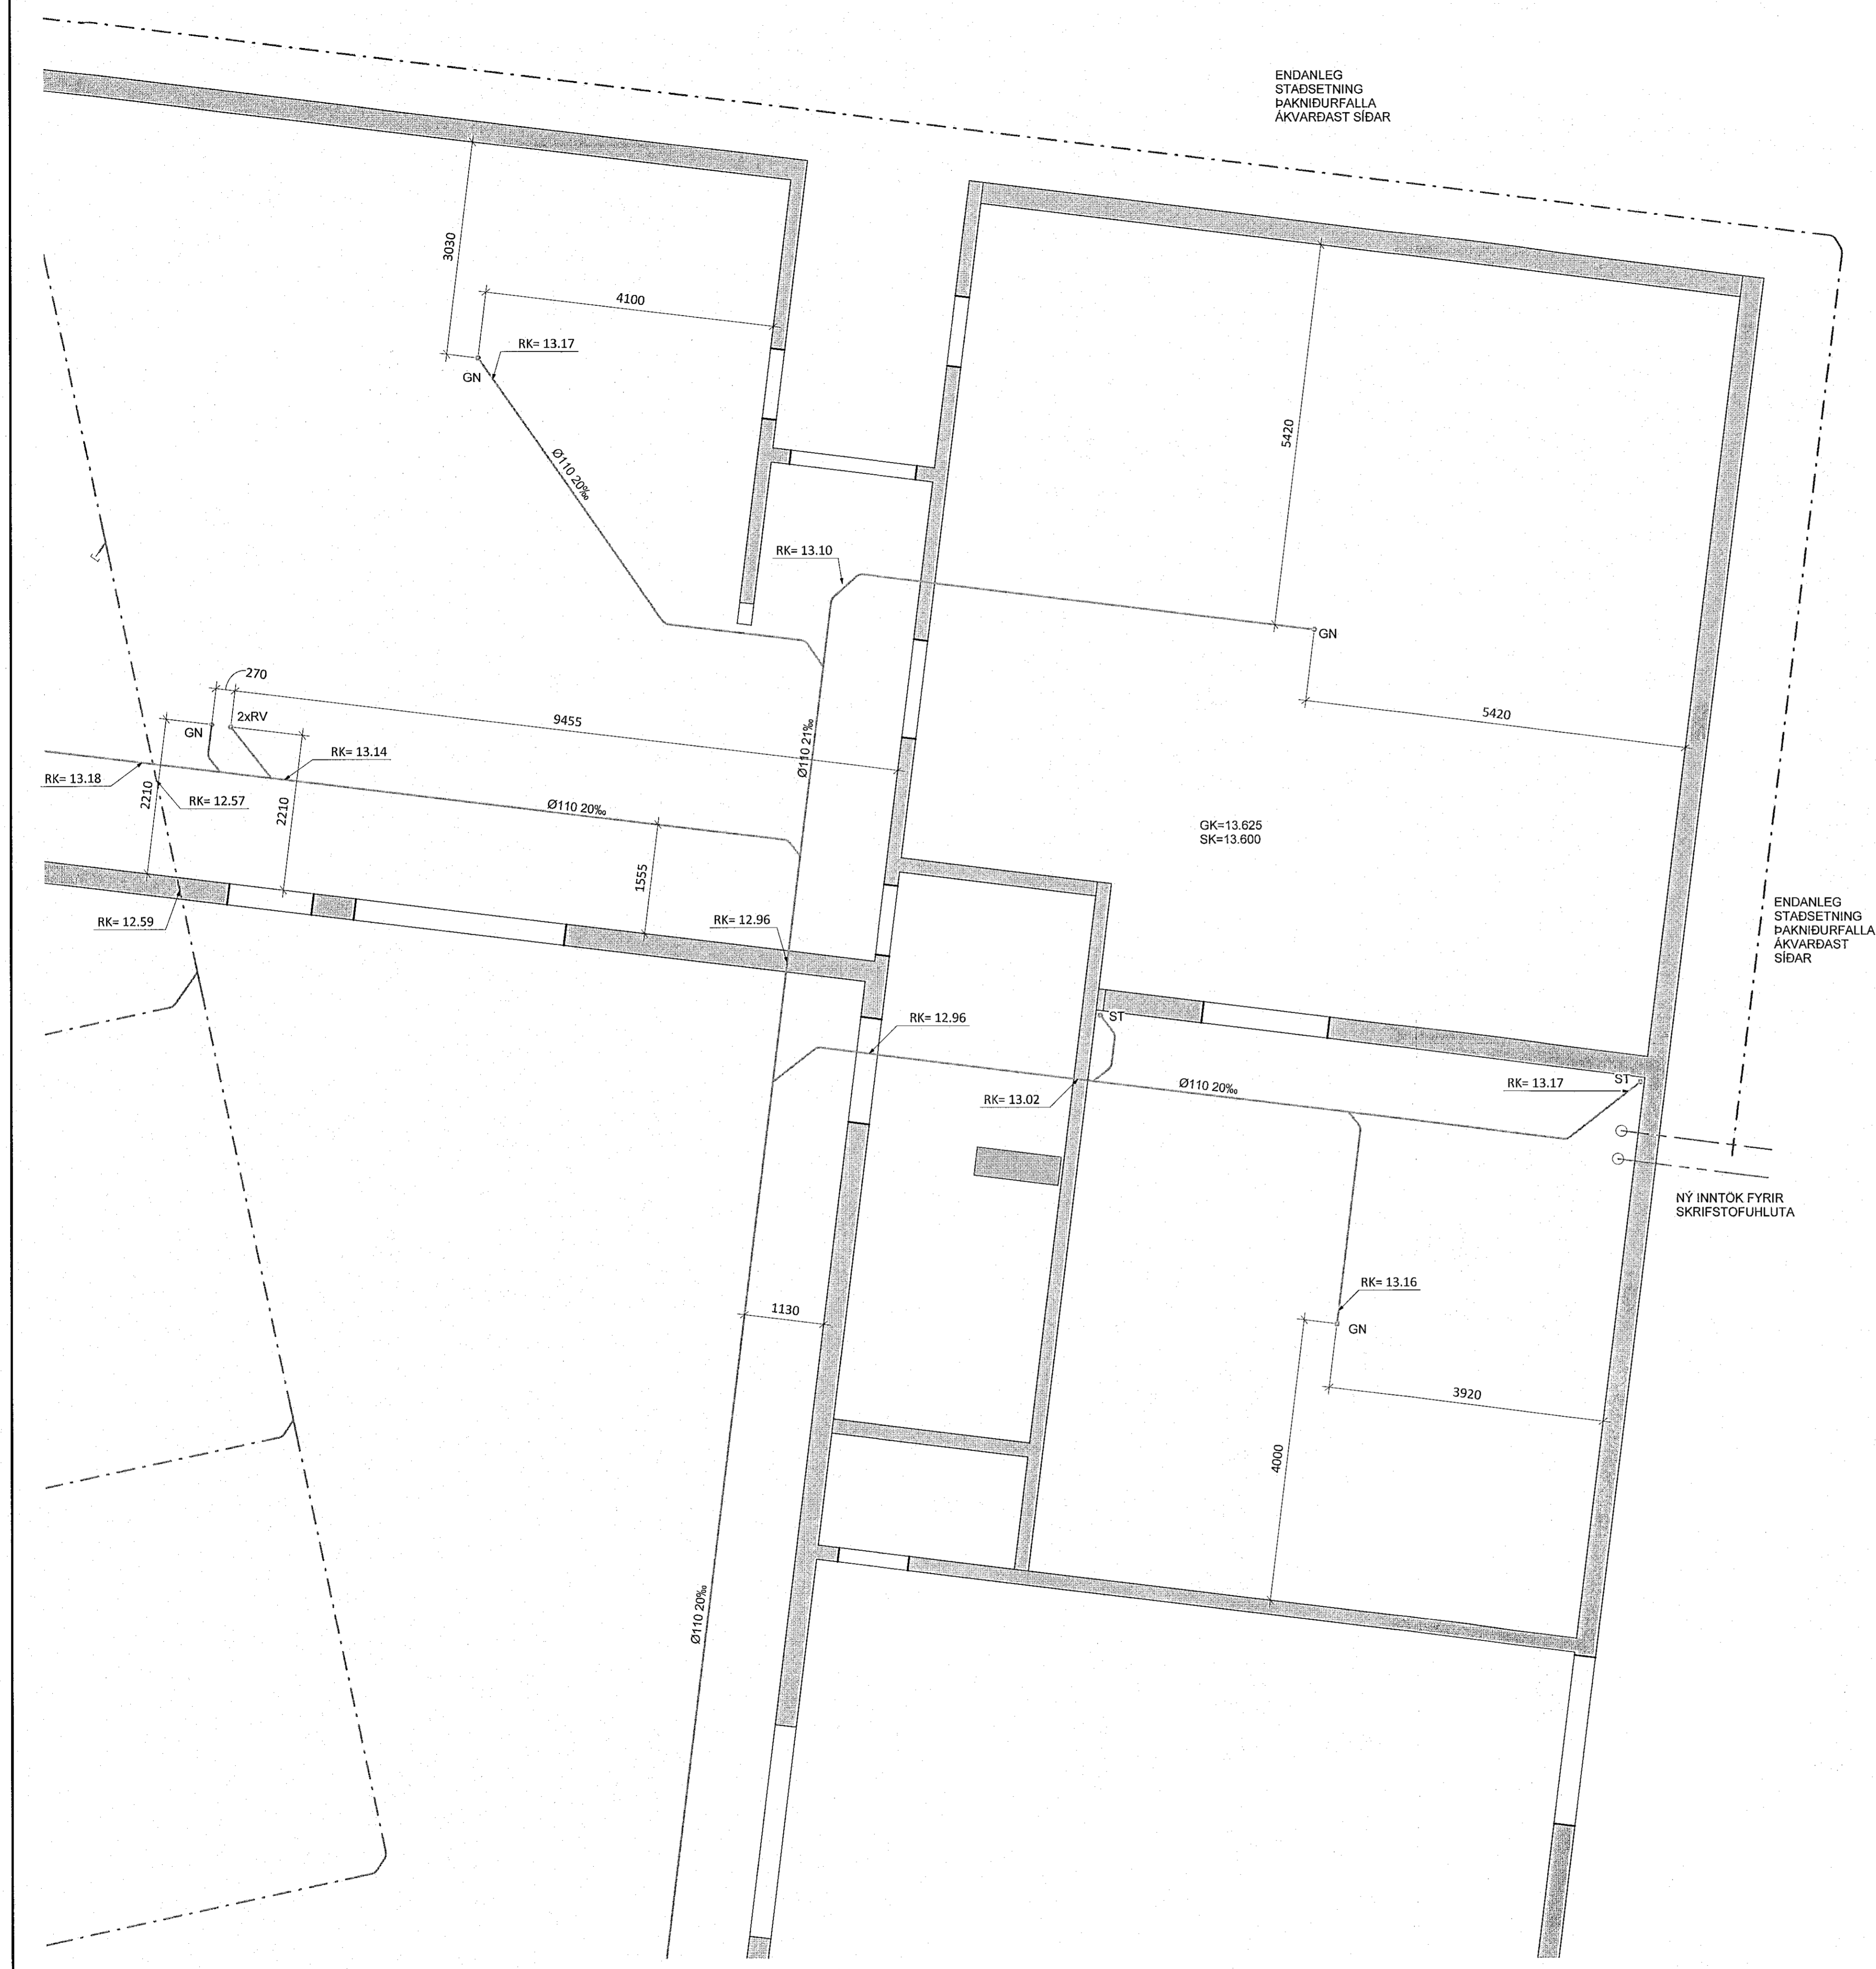 ENDANLEG
STAÐSETNING
ÞAKNIÐURFALLA
ÁKVARÐAST SÍÐAR
3030
4100
RK= 13.17
GN
Ø110 20‰
5420
RK= 13.10
GN
270
2xRV
GN
9455
5420
Ø110 21‰
RK= 13.14
RK= 13.18
RK= 12.57
2210
2210
Ø110 20‰
GK=13.625
SK=13.600
1555
RK= 12.59
RK= 12.96
ENDANLEG
STAÐSETNING
ÞAKNIÐURFALLA
ÁKVARÐAST
SÍÐAR
RK= 12.96
ST
RK= 13.02
Ø110 20‰
RK= 13.17
ST
NÝ INNTÖK FYRIR
SKRIFSTOFUHLUTA
RK= 13.16
1130
GN
3920
4000
Ø110 20‰